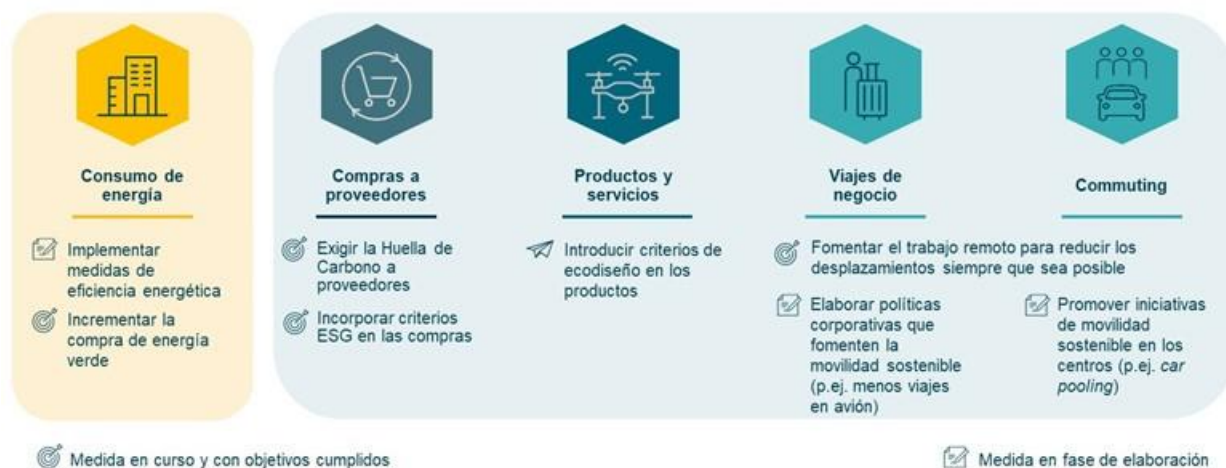 Consumo de
energía
Implementar
medidas de
eficiencia energética
Incrementar la
compra de energía
verde
Compras a
proveedores
Exigir la Huella de
Carbono a
proveedores
Incorporar criterios
ESG en las compras
Productos y
servicios
Introducir criterios de
ecodiseño en los
productos
Viajes de
negocio
Commuting
Fomentar el trabajo remoto para reducir los
desplazamientos siempre que sea posible
Elaborar políticas
corporativas que
fomenten la
movilidad sostenible
(p.ej. menos viajes
en avión)
Promover iniciativas
de movilidad
sostenible en los
centros (p.ej. car
pooling)
Medida en curso y con objetivos cumplidos
Medida en fase de elaboración